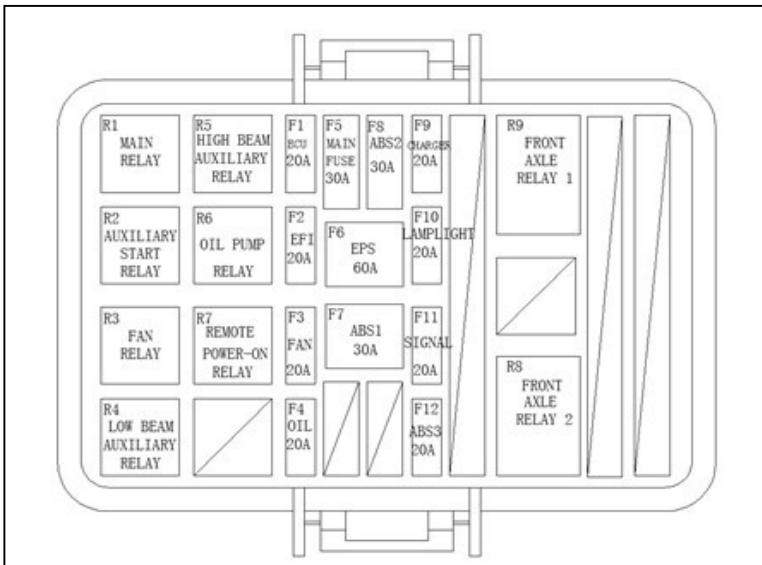 R1
MAIN
RELAY
R5
HIGH BEAM
AUXILIARY
RELAY
F1
ECU
20A
F5
MAIN
FUSE
30A
F8
ABS2
30A
F9
CHARGER
20A
R9
FRONT
AXLE
RELAY 1
R2
AUXILIARY
START
RELAY
R6
OIL PUMP
RELAY
F2
EFI
20A
F6
EPS
60A
F10
LAMPLIGHT
20A
R3
FAN
RELAY
R7
REMOTE
POWER-ON
RELAY
F3
FAN
20A
F7
ABS1
30A
F11
SIGNAL
20A
R8
FRONT
AXLE
RELAY 2
R4
LOW BEAM
AUXILIARY
RELAY
F4
OIL
20A
F12
ABS3
20A